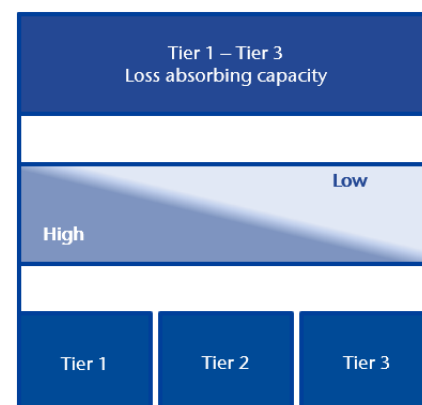 Tier 1 – Tier 3
Loss absorbing capacity
Low
High
Tier 1
Tier 2
Tier 3